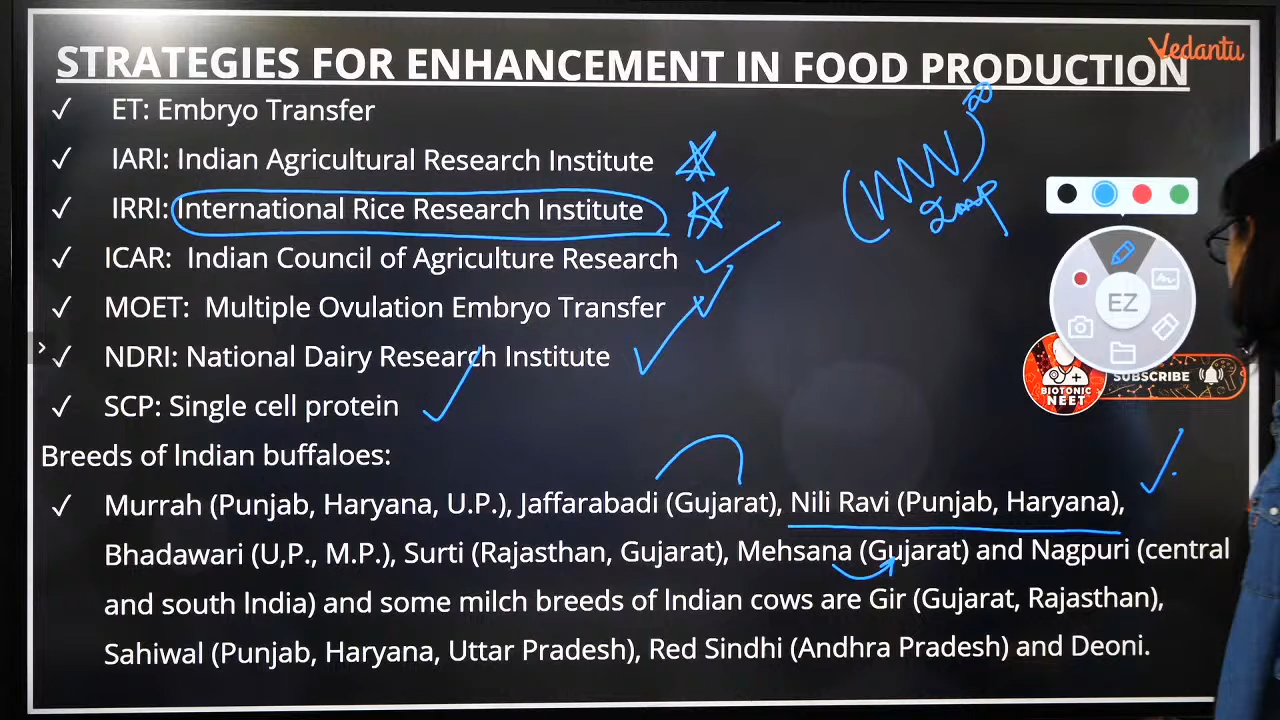 STRATEGIES FOR ENHANCEMENT IN FOOD PRODUCTION
Vedantu
✓ ET: Embryo Transfer
✓ IARI: Indian Agricultural Research Institute
✓ IRRI: International Rice Research Institute
✓ ICAR: Indian Council of Agriculture Research
✓ MOET: Multiple Ovulation Embryo Transfer
✓ NDRI: National Dairy Research Institute
✓ SCP: Single cell protein
EZ
SUBSCRIBE
BIOTONIC
NEET
Breeds of Indian buffaloes:
✓ Murrah (Punjab, Haryana, U.P.), Jaffarabadi (Gujarat), Nili Ravi (Punjab, Haryana),
Bhadawari (U,P., M.P.), Surti (Rajasthan, Gujarat), Mehsana (Gujarat) and Nagpuri (central
and south India) and some milch breeds of Indian cows are Gir (Gujarat, Rajasthan),
Sahiwal (Punjab, Haryana, Uttar Pradesh), Red Sindhi (Andhra Pradesh) and Deoni.